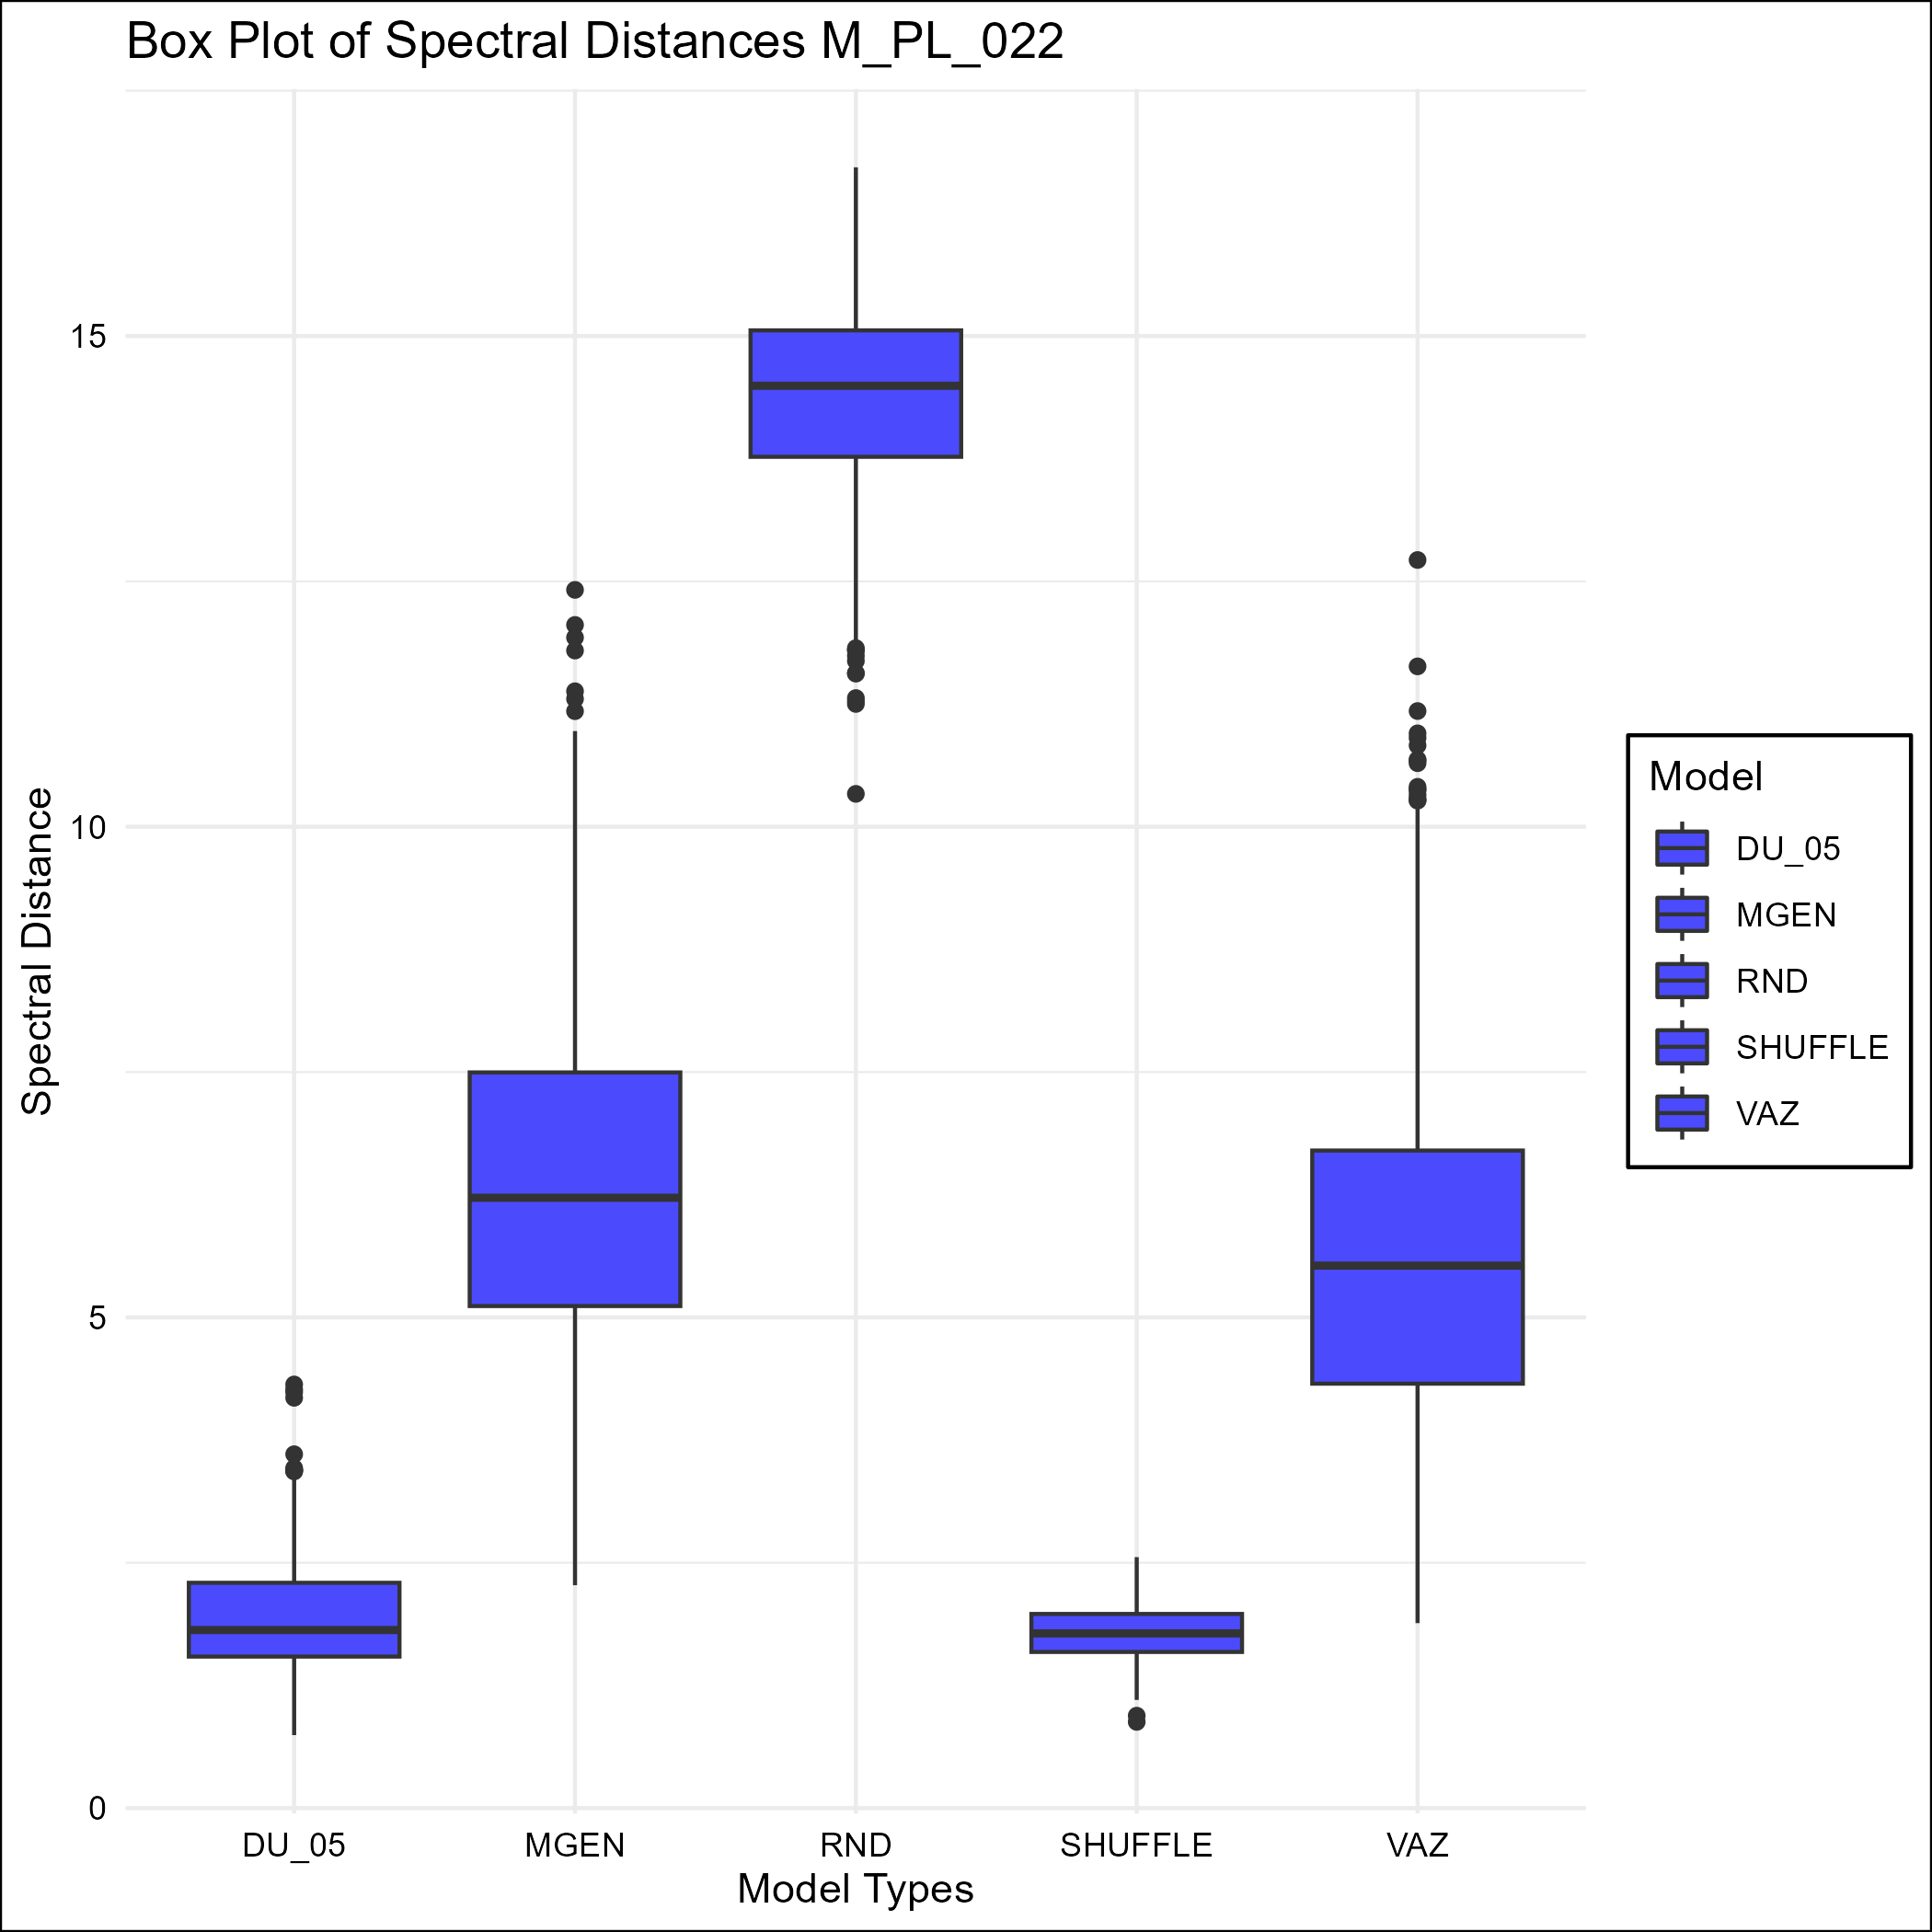 Box Plot of Spectral Distances M_PL_022
Spectral Distance
15
10
5
0
DU_05
MGEN
RND
SHUFFLE
VAZ
Model Types
Model
DU_05
MGEN
RND
SHUFFLE
VAZ